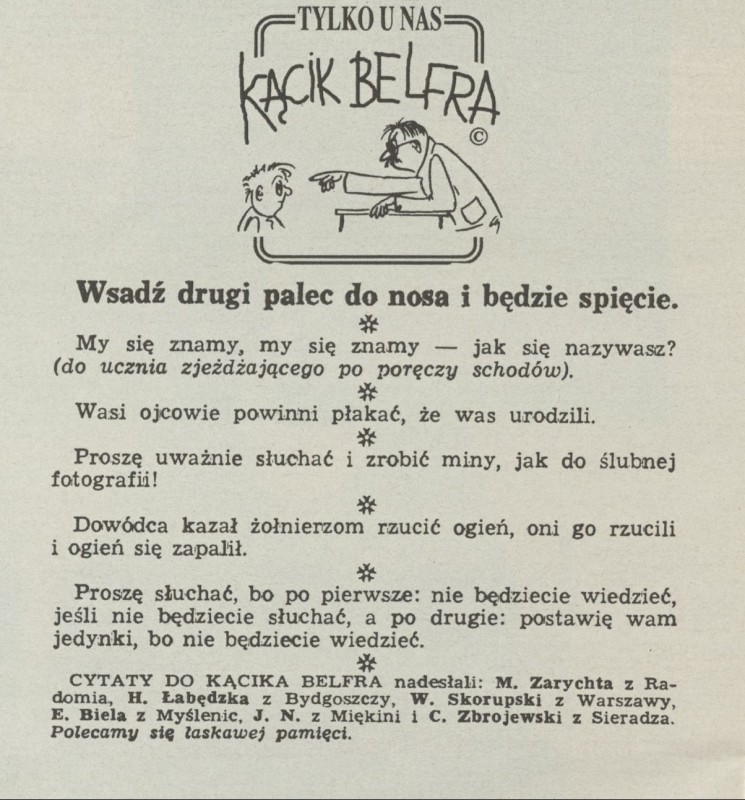 TYLKO U NAS
KĄCIK BELFRA
©
Wsadź drugi palec do nosa i będzie spięcie.
My się znamy, my się znamy — jak się nazywasz?
(do ucznia zjeżdżającego po poręczy schodów).
Wasi ojcowie powinni płakać, że was urodzili.
Proszę uważnie słuchać i zrobić miny, jak do ślubnej
fotografii!
Dowódca kazał żołnierzom rzucić ogień, oni go rzucili
i ogień się zapalił.
Proszę słuchać, bo po pierwsze: nie będziecie wiedzieć,
jeśli nie będziecie słuchać, a po drugie: postawię wam
jedynki, bo nie będziecie wiedzieć.
CYTATY DO KĄCIKA BELFRA nadesłali: M. Zarychta z Ra-
domia, H. Łabędzka z Bydgoszczy, W. Skorupski z Warszawy,
E. Biela z Myślenic, J. N. z Miękini i C. Zbrojewski z Sieradza.
Polecamy się łaskawej pamięci.